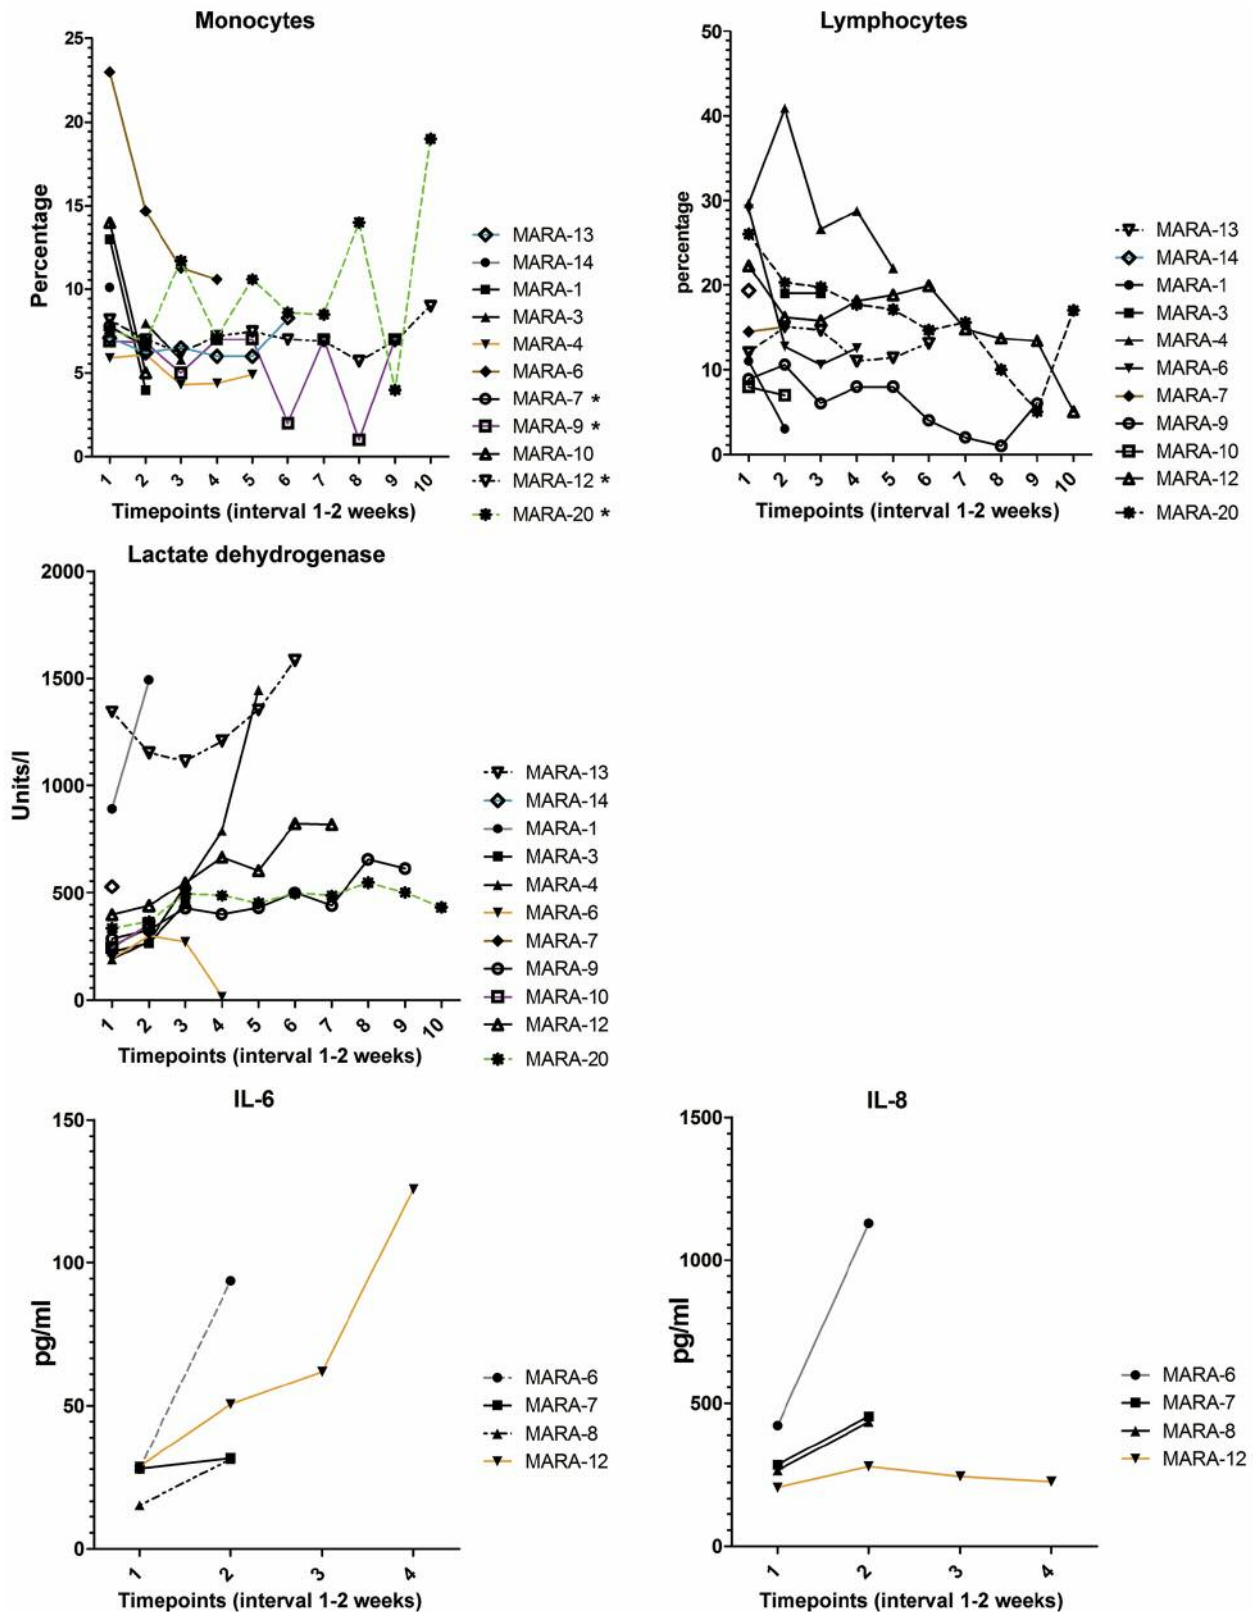 Monocytes
25
20
15
10
5
0
Percentage
1 2 3 4 5 6 7 8 9 10
Timepoints (interval 1-2 weeks)
MARA-13
MARA-14
MARA-1
MARA-3
MARA-4
MARA-6
MARA-7 *
MARA-9 *
MARA-10
MARA-12 *
MARA-20 *
Lymphocytes
50
40
30
20
10
0
percentage
1 2 3 4 5 6 7 8 9 10
Timepoints (interval 1-2 weeks)
MARA-13
MARA-14
MARA-1
MARA-3
MARA-4
MARA-6
MARA-7
MARA-9
MARA-10
MARA-12
MARA-20
Lactate dehydrogenase
2000
1500
1000
500
0
Units/l
1 2 3 4 5 6 7 8 9 10
Timepoints (interval 1-2 weeks)
MARA-13
MARA-14
MARA-1
MARA-3
MARA-4
MARA-6
MARA-7
MARA-9
MARA-10
MARA-12
MARA-20
IL-6
150
100
50
0
pg/ml
1 2 3 4
Timepoints (interval 1-2 weeks)
MARA-6
MARA-7
MARA-8
MARA-12
IL-8
1500
1000
500
0
pg/ml
1 2 3 4
Timepoints (interval 1-2 weeks)
MARA-6
MARA-7
MARA-8
MARA-12